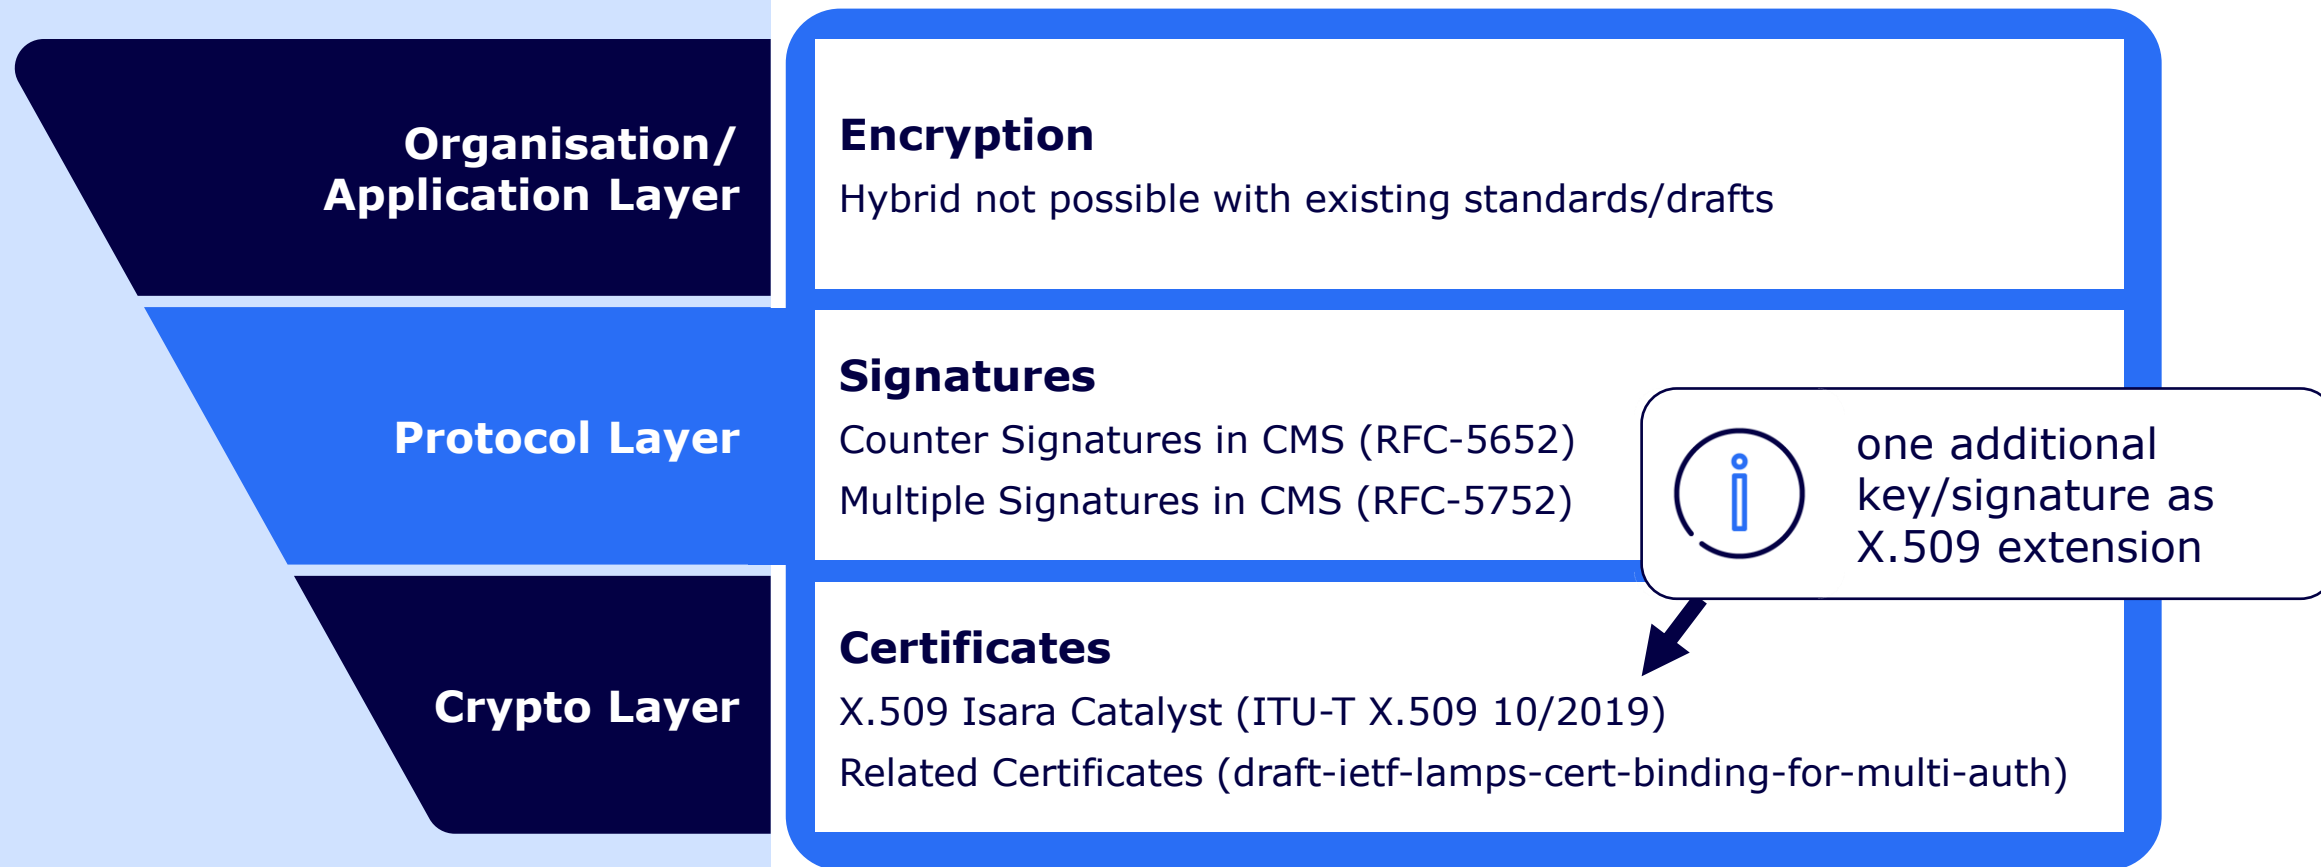 Organisation/
Application Layer
Encryption
Hybrid not possible with existing standards/drafts
Protocol Layer
Signatures
Counter Signatures in CMS (RFC-5652)
Multiple Signatures in CMS (RFC-5752)
one additional
key/signature as
X.509 extension
Crypto Layer
Certificates
X.509 Isara Catalyst (ITU-T X.509 10/2019)
Related Certificates (draft-ietf-lamps-cert-binding-for-multi-auth)